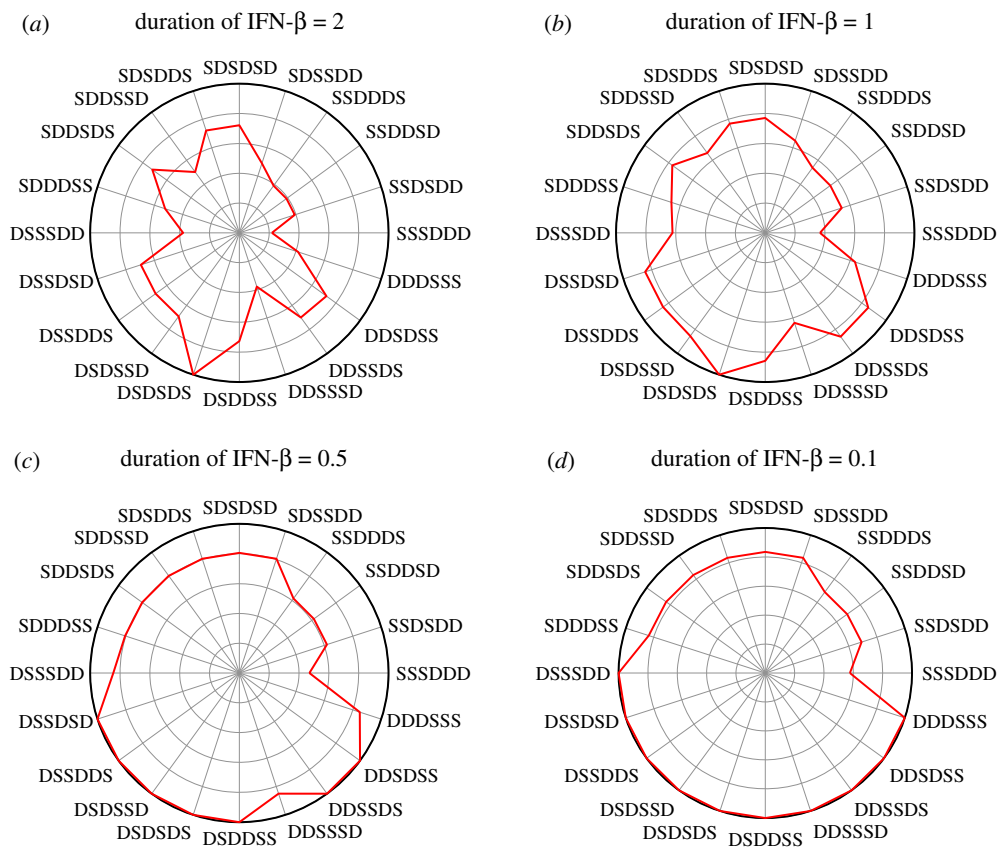 (a) duration of IFN-β = 2
SDSDSD
SDSDDS SDSSDD
SDDSSD SSDDDS
SDDSDS SSDDSD
SDDDSS SSDSDD
DSSSDD SSSDDD
DSSDSD DDDSSS
DSSDDS DDSDSS
DSDSSD DDSSDS
DSDSDS DDSSSD
DSDDSS
(b) duration of IFN-β = 1
SDSDSD
SDSDDS SDSSDD
SDDSSD SSDDDS
SDDSDS SSDDSD
SDDDSS SSDSDD
DSSSDD SSSDDD
DSSDSD DDDSSS
DSSDDS DDSDSS
DSDSSD DDSSDS
DSDSDS DDSSSD
DSDDSS
(c) duration of IFN-β = 0.5
SDSDSD
SDSDDS SDSSDD
SDDSSD SSDDDS
SDDSDS SSDDSD
SDDDSS SSDSDD
DSSSDD SSSDDD
DSSDSD DDDSSS
DSSDDS DDSDSS
DSDSSD DDSSDS
DSDSDS DDSSSD
DSDDSS
(d) duration of IFN-β = 0.1
SDSDSD
SDSDDS SDSSDD
SDDSSD SSDDDS
SDDSDS SSDDSD
SDDDSS SSDSDD
DSSSDD SSSDDD
DSSDSD DDDSSS
DSSDDS DDSDSS
DSDSSD DDSSDS
DSDSDS DDSSSD
DSDDSS